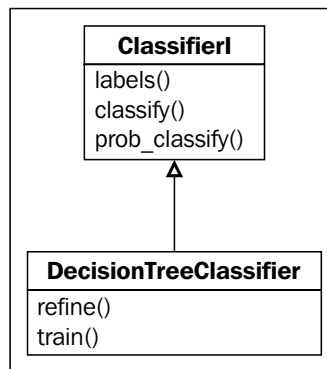 ClassifierI
labels()
classify()
prob_classify()
DecisionTreeClassifier
refine()
train()